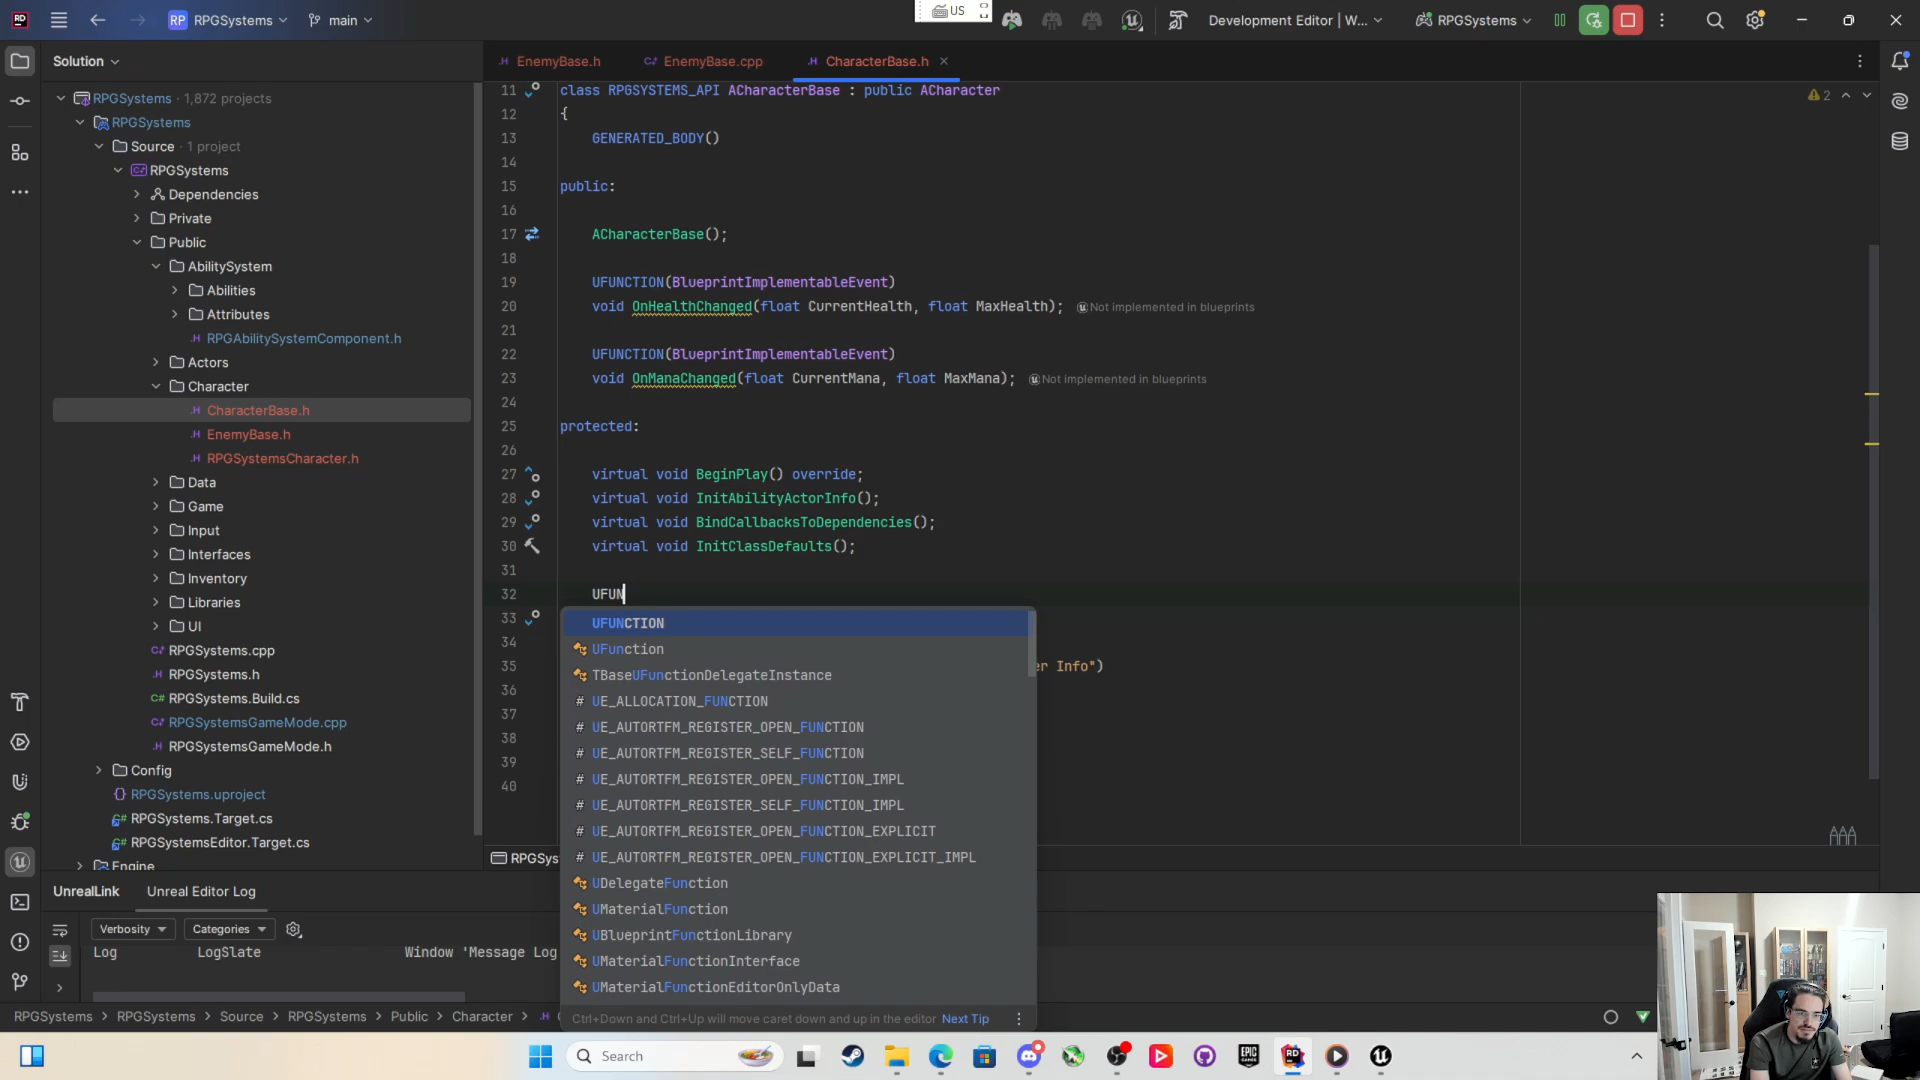 RD RP RPGSystems main US Development Editor | W... RPGSystems
Solution
EnemyBase.h EnemyBase.cpp CharacterBase.h
RPGSystems · 1,872 projects
RPGSystems
Source · 1 project
RPGSystems
Dependencies
Private
Public
AbilitySystem
Abilities
Attributes
RPGAbilitySystemComponent.h
Actors
Character
CharacterBase.h
EnemyBase.h
RPGSystemsCharacter.h
Data
Game
Input
Interfaces
Inventory
Libraries
UI
RPGSystems.cpp
RPGSystems.h
RPGSystems.Build.cs
RPGSystemsGameMode.cpp
RPGSystemsGameMode.h
Config
RPGSystems.uproject
RPGSystems.Target.cs
RPGSystemsEditor.Target.cs
Engine
2
11 class RPGSYSTEMS_API ACharacterBase : public ACharacter
12 {
13 GENERATED_BODY()
14
15 public:
16
17 ACharacterBase();
18
19 UFUNCTION(BlueprintImplementableEvent)
20 void OnHealthChanged(float CurrentHealth, float MaxHealth); Not implemented in blueprints
21
22 UFUNCTION(BlueprintImplementableEvent)
23 void OnManaChanged(float CurrentMana, float MaxMana); Not implemented in blueprints
24
25 protected:
26
27 virtual void BeginPlay() override;
28 virtual void InitAbilityActorInfo();
29 virtual void BindCallbacksToDependencies();
30 virtual void InitClassDefaults();
31
32 UFUN
33
34
35 er Info")
36
37
38
39
40
UFUNCTION
UFunction
TBaseUFunctionDelegateInstance
# UE_ALLOCATION_FUNCTION
# UE_AUTORTFM_REGISTER_OPEN_FUNCTION
# UE_AUTORTFM_REGISTER_SELF_FUNCTION
# UE_AUTORTFM_REGISTER_OPEN_FUNCTION_IMPL
# UE_AUTORTFM_REGISTER_SELF_FUNCTION_IMPL
# UE_AUTORTFM_REGISTER_OPEN_FUNCTION_EXPLICIT
# UE_AUTORTFM_REGISTER_OPEN_FUNCTION_EXPLICIT_IMPL
UDelegateFunction
UMaterialFunction
UBlueprintFunctionLibrary
UMaterialFunctionInterface
UMaterialFunctionEditorOnlyData
Ctrl+Down and Ctrl+Up will move caret down and up in the editor Next Tip
RPGSys
UnrealLink Unreal Editor Log
Verbosity Categories
Log LogSlate Window 'Message Log
RPGSystems > RPGSystems > Source > RPGSystems > Public > Character >
Search